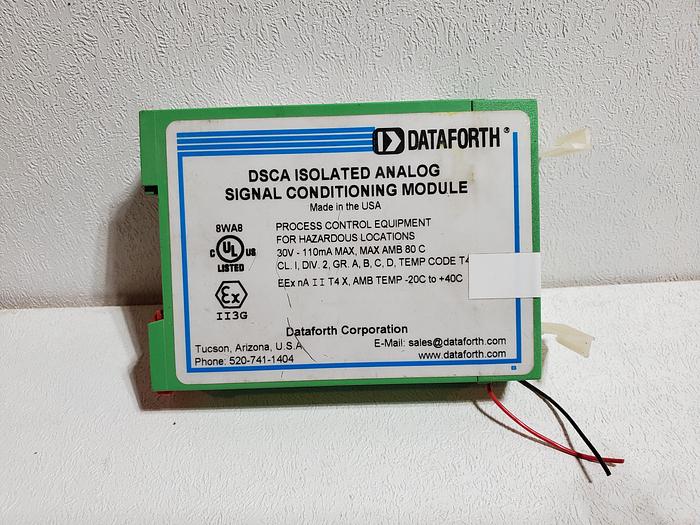 DATAFORTH®
DSCA ISOLATED ANALOG
SIGNAL CONDITIONING MODULE
Made in the USA
8WA8
C UL US
LISTED
Ex
II3G
PROCESS CONTROL EQUIPMENT
FOR HAZARDOUS LOCATIONS
30V - 110mA MAX, MAX AMB 80 C
CL. I, DIV. 2, GR. A, B, C, D, TEMP CODE T4
EEx nA II T4 X, AMB TEMP -20C to +40C
Dataforth Corporation
Tucson, Arizona, U.S.A.
E-Mail: sales@dataforth.com
Phone: 520-741-1404
www.dataforth.com